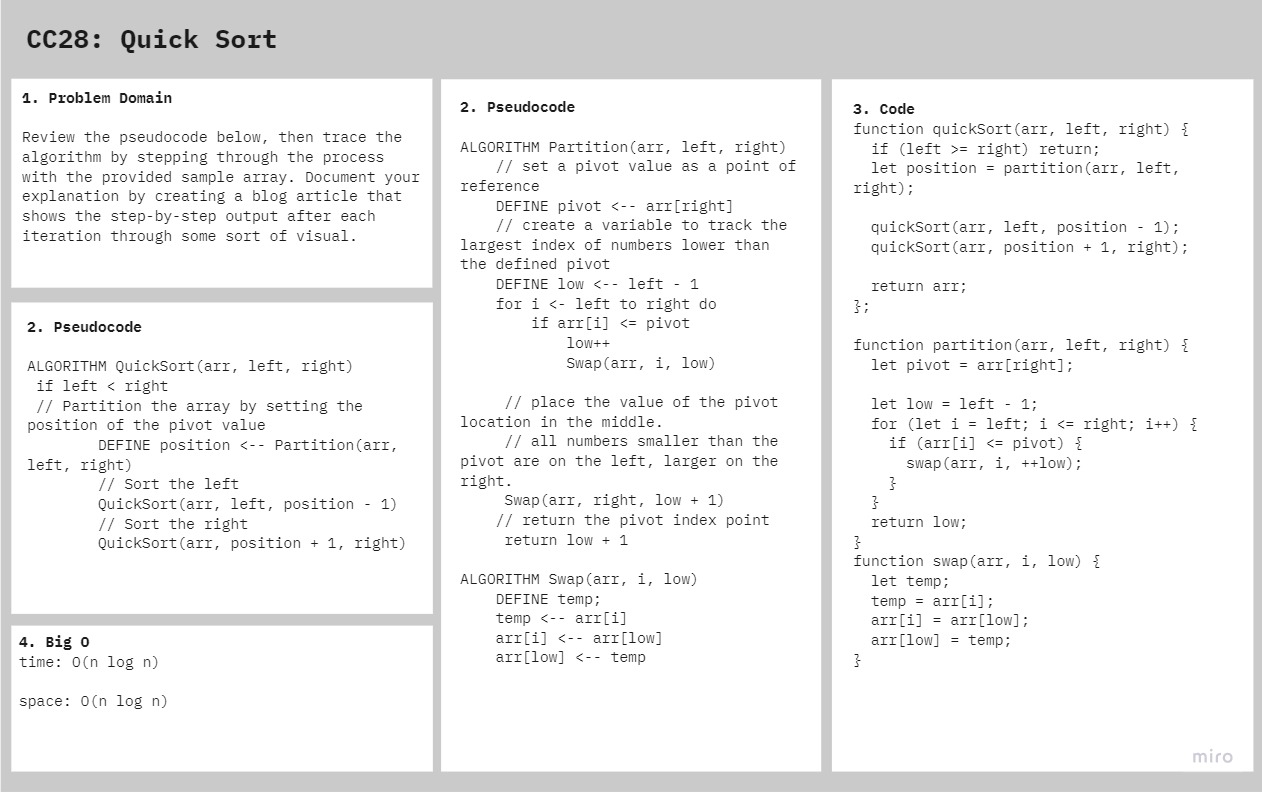 CC28: Quick Sort
1. Problem Domain
Review the pseudocode below, then trace the
algorithm by stepping through the process
with the provided sample array. Document your
explanation by creating a blog article that
shows the step-by-step output after each
iteration through some sort of visual.
2. Pseudocode
ALGORITHM QuickSort(arr, left, right)
if left < right
// Partition the array by setting the
position of the pivot value
DEFINE position <-- Partition(arr,
left, right)
// Sort the left
QuickSort(arr, left, position - 1)
// Sort the right
QuickSort(arr, position + 1, right)
4. Big O
time: O(n log n)
space: O(n log n)
2. Pseudocode
ALGORITHM Partition(arr, left, right)
// set a pivot value as a point of
reference
DEFINE pivot <-- arr[right]
// create a variable to track the
largest index of numbers lower than
the defined pivot
DEFINE low <-- left - 1
for i <- left to right do
if arr[i] <= pivot
low++
Swap(arr, i, low)
// place the value of the pivot
location in the middle.
// all numbers smaller than the
pivot are on the left, larger on the
right.
Swap(arr, right, low + 1)
// return the pivot index point
return low + 1
ALGORITHM Swap(arr, i, low)
DEFINE temp;
temp <-- arr[i]
arr[i] <-- arr[low]
arr[low] <-- temp
3. Code
function quickSort(arr, left, right) {
if (left >= right) return;
let position = partition(arr, left,
right);
quickSort(arr, left, position - 1);
quickSort(arr, position + 1, right);
return arr;
};
function partition(arr, left, right) {
let pivot = arr[right];
let low = left - 1;
for (let i = left; i <= right; i++) {
if (arr[i] <= pivot) {
swap(arr, i, ++low);
}
}
return low;
}
function swap(arr, i, low) {
let temp;
temp = arr[i];
arr[i] = arr[low];
arr[low] = temp;
}
miro